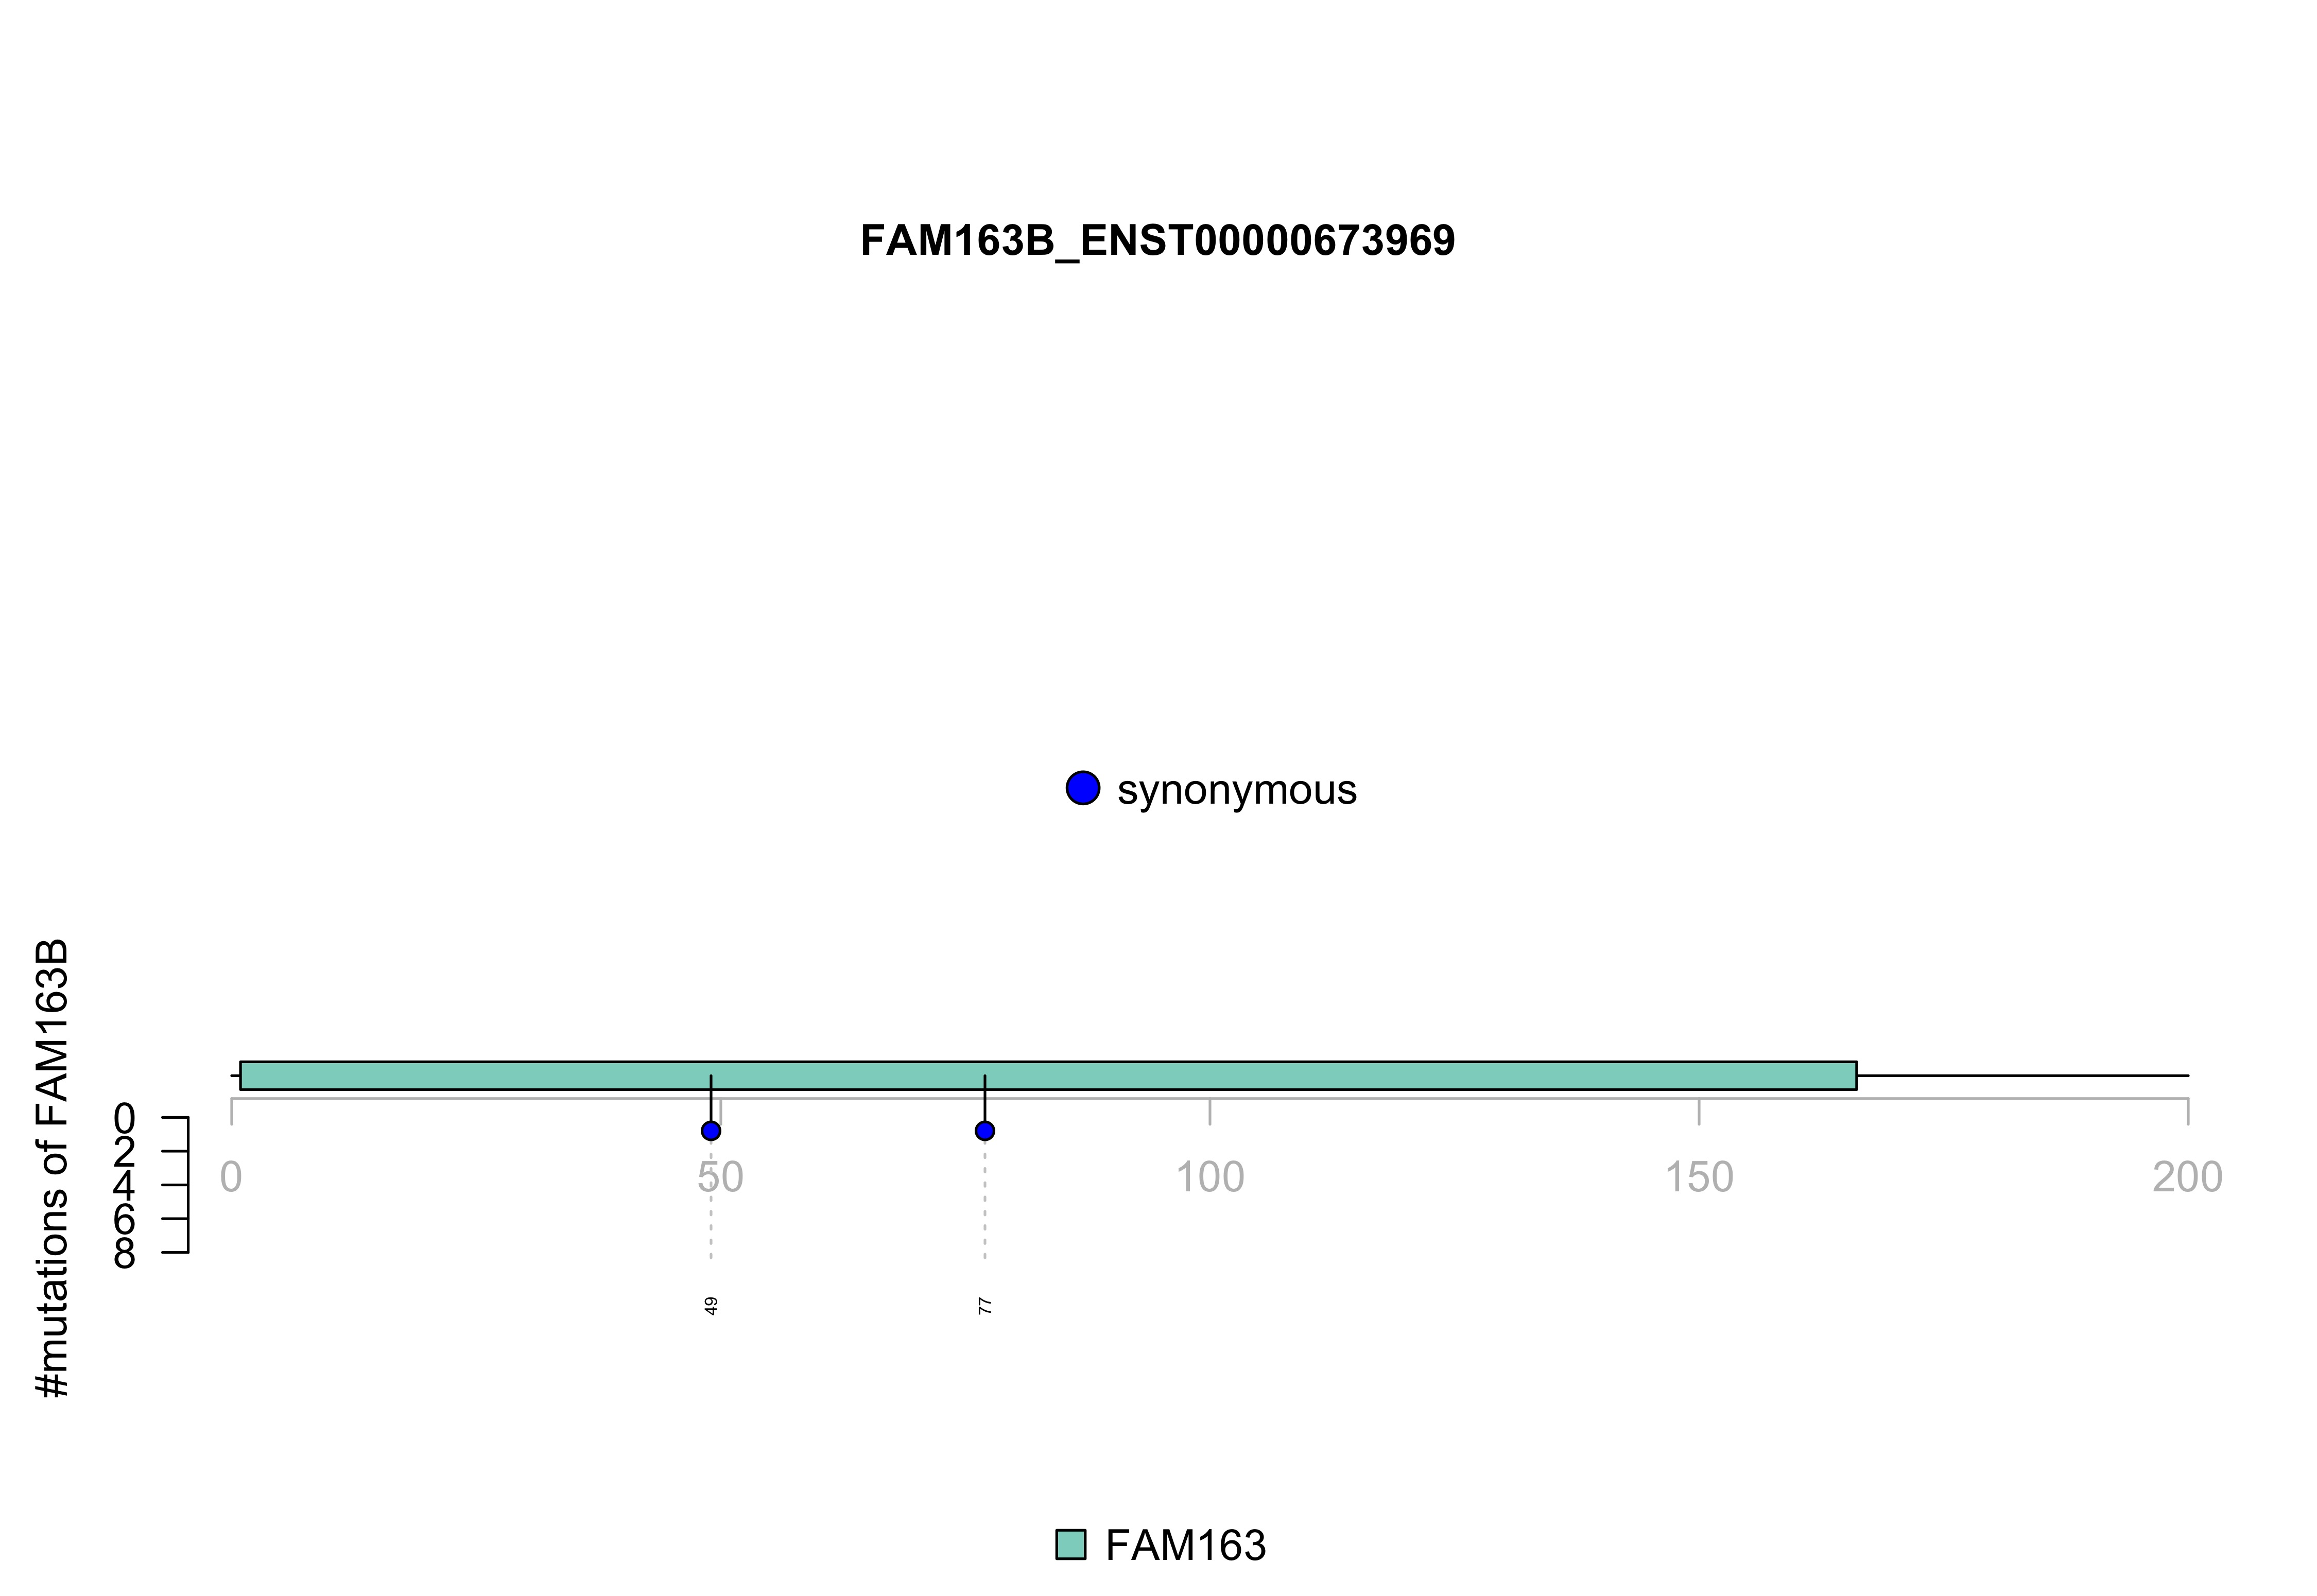 FAM163B_ENST00000673969
synonymous
#mutations of FAM163B
0
2
4
6
8
0 50 100 150 200
49 77
FAM163